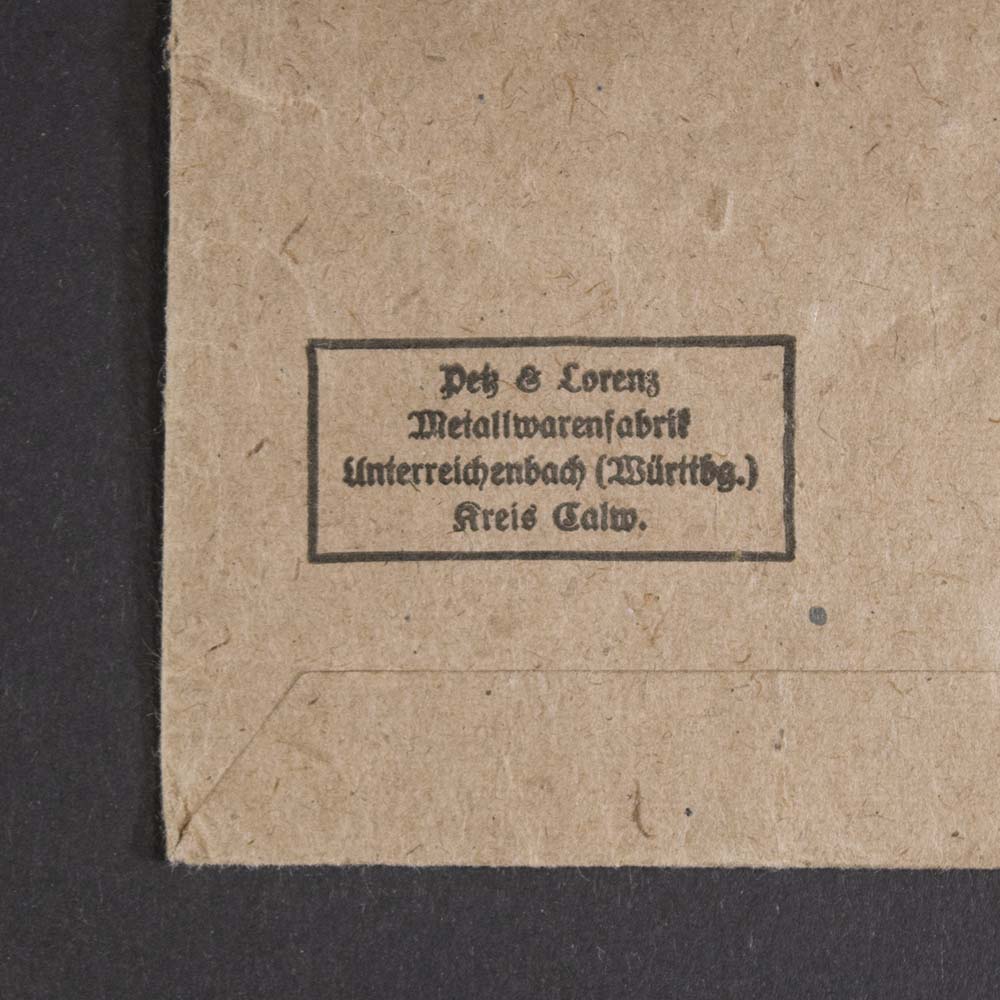 Petz & Lorenz
Metallwarenfabrik
Unterreichenbach (Württbg.)
Kreis Calw.